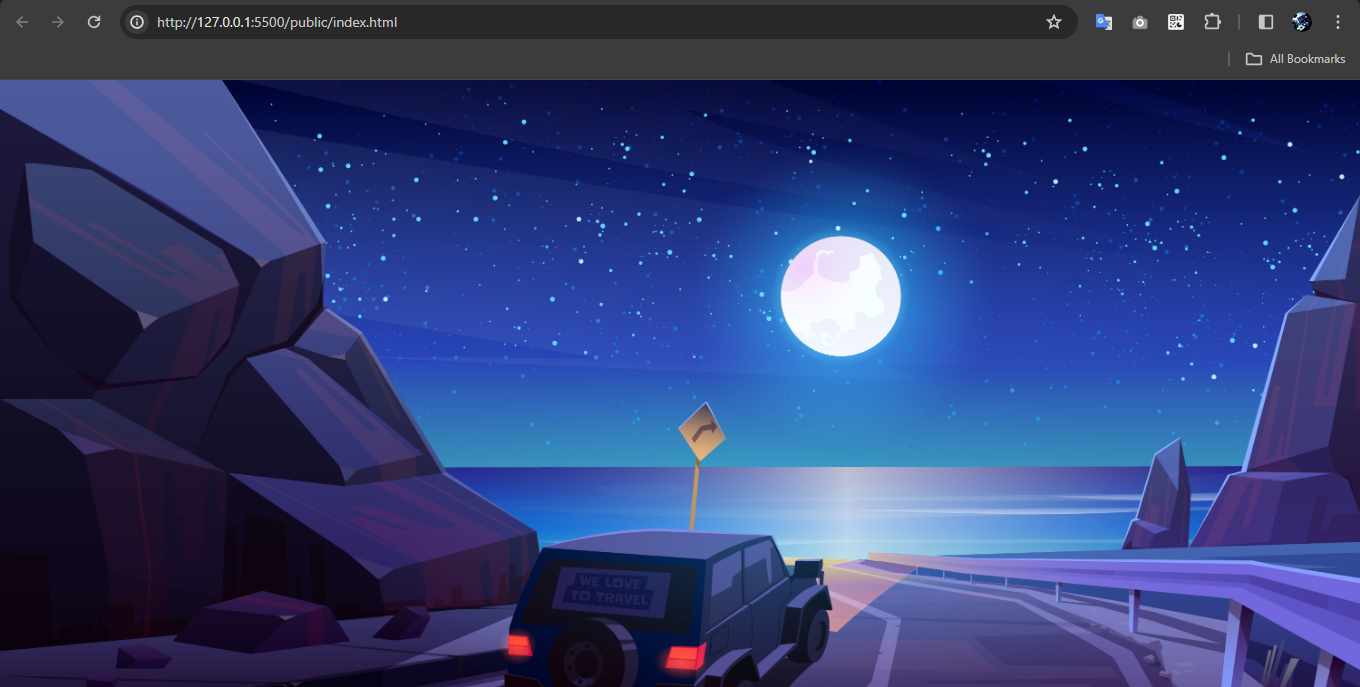 http://127.0.0.1:5500/public/index.html
All Bookmarks
WE LOVE
TO TRAVEL